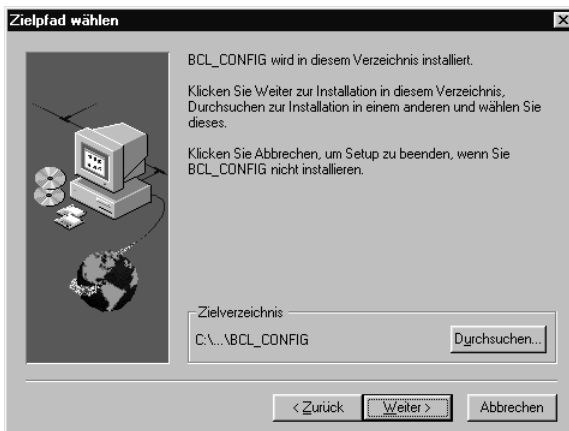 Zielpfad wählen
BCL_CONFIG wird in diesem Verzeichnis installiert.
Klicken Sie Weiter zur Installation in diesem Verzeichnis,
Durchsuchen zur Installation in einem anderen und wählen Sie
dieses.
Klicken Sie Abbrechen, um Setup zu beenden, wenn Sie
BCL_CONFIG nicht installieren.
Zielverzeichnis
C:\...\BCL_CONFIG
Durchsuchen...
< Zurück
Weiter >
Abbrechen